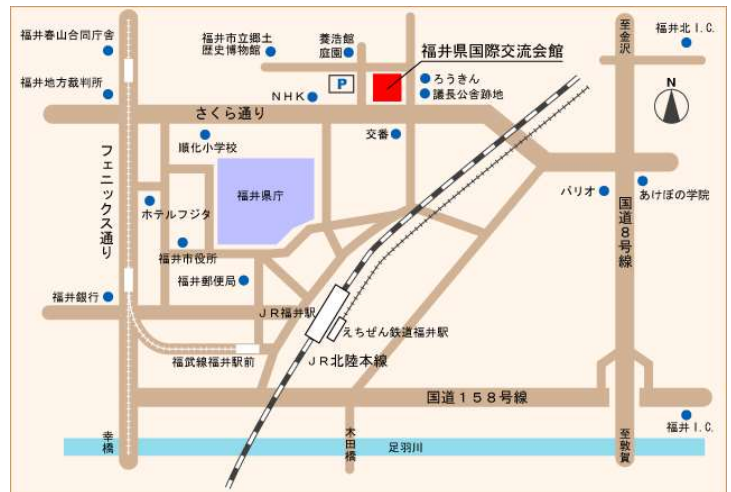 福井春山合同庁舎
福井地方裁判所
福井市立郷土
歴史博物館
養浩館
庭園
福井県国際交流会館
P
NHK
ろうきん
議長公舎跡地
至金沢
福井北I.C.
N
さくら通り
順化小学校
交番
フェニックス通り
福井県庁
ホテルフジタ
福井市役所
福井郵便局
バリオ
あけぼの学院
国道8号線
福井銀行
JR福井駅
えちぜん鉄道福井駅
福武線福井駅前
JR北陸本線
国道158号線
福井I.C.
幸橋
木田橋
足羽川
至敦賀